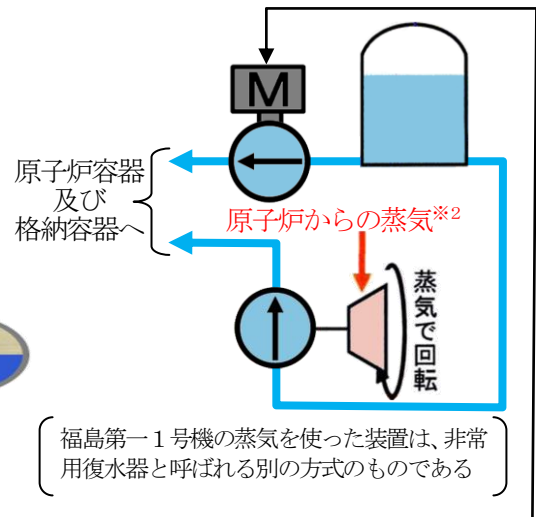 M
原子炉容器
及び
格納容器へ
原子炉からの蒸気※2
蒸気で回転
福島第一１号機の蒸気を使った装置は、非常
用復水器と呼ばれる別の方式のものである